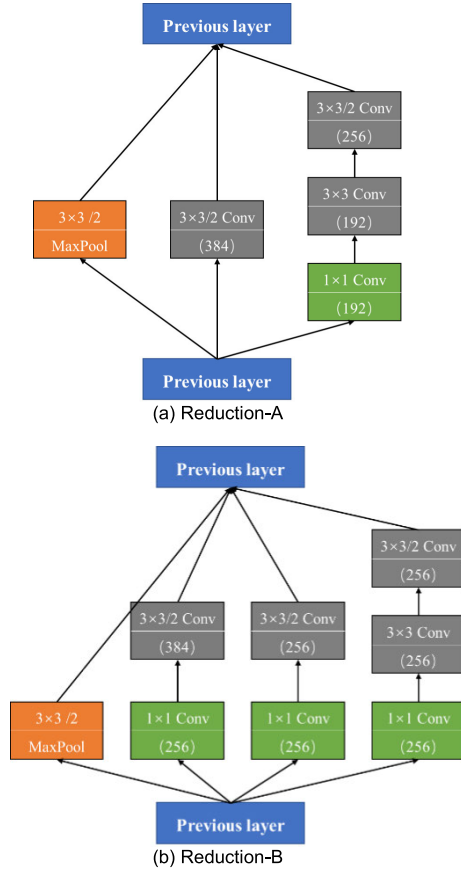 Previous layer
3×3/2 Conv
(256)
3×3 /2
MaxPool
3×3/2 Conv
(384)
3×3 Conv
(192)
1×1 Conv
(192)
Previous layer
(a) Reduction-A
Previous layer
3×3/2 Conv
(256)
3×3/2 Conv
(384)
3×3/2 Conv
(256)
3×3 Conv
(256)
3×3 /2
MaxPool
1×1 Conv
(256)
1×1 Conv
(256)
1×1 Conv
(256)
Previous layer
(b) Reduction-B